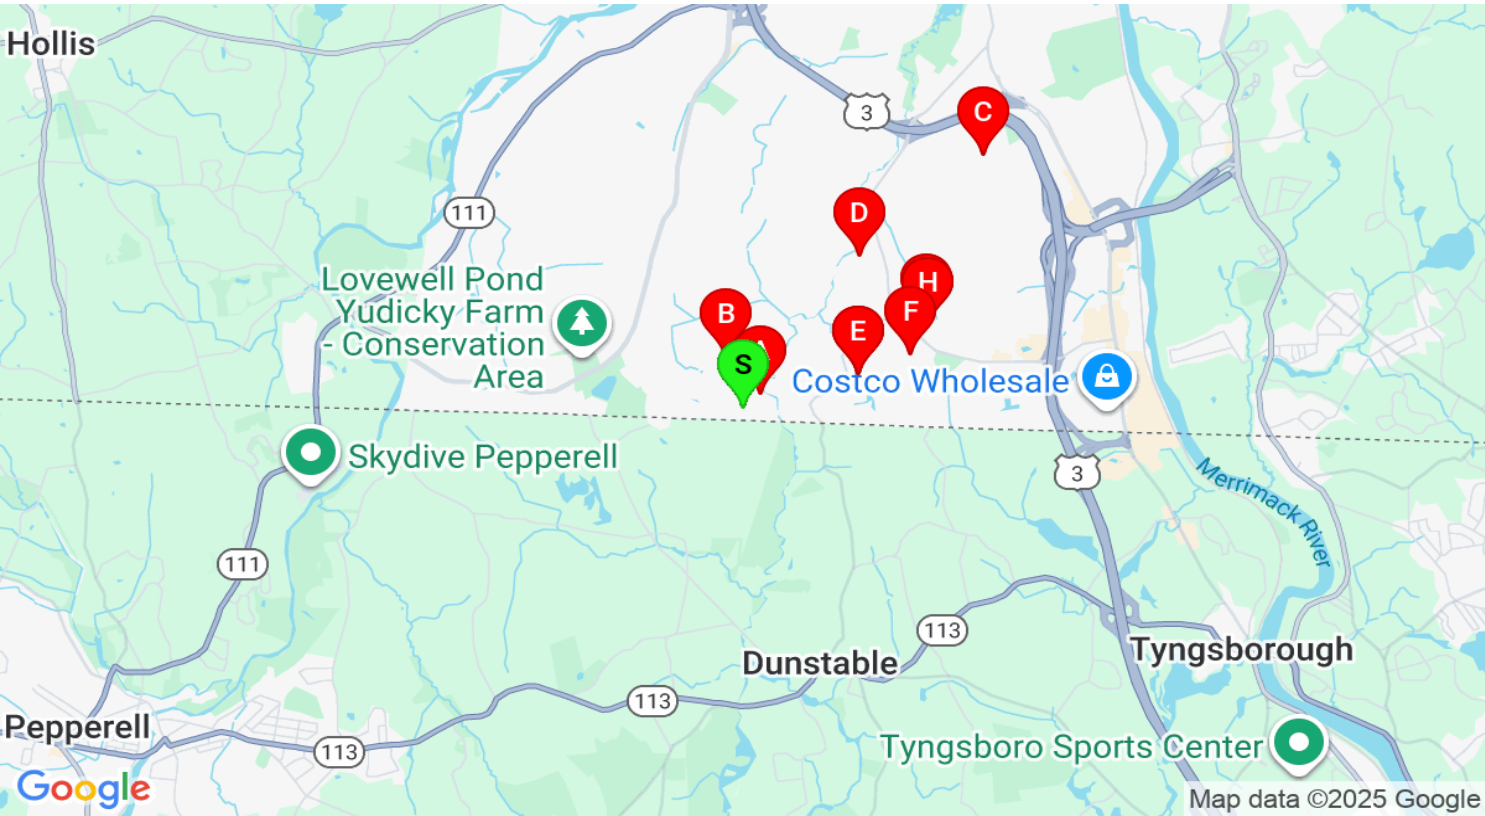 Hollis
3
C
111
D
Lovewell Pond
Yudicky Farm
- Conservation
Area
H
B
F
E
S
Costco Wholesale
Skydive Pepperell
3
Merrimack River
111
113
Tyngsborough
Dunstable
113
Pepperell
113
Tyngsboro Sports Center
Google
Map data ©2025 Google